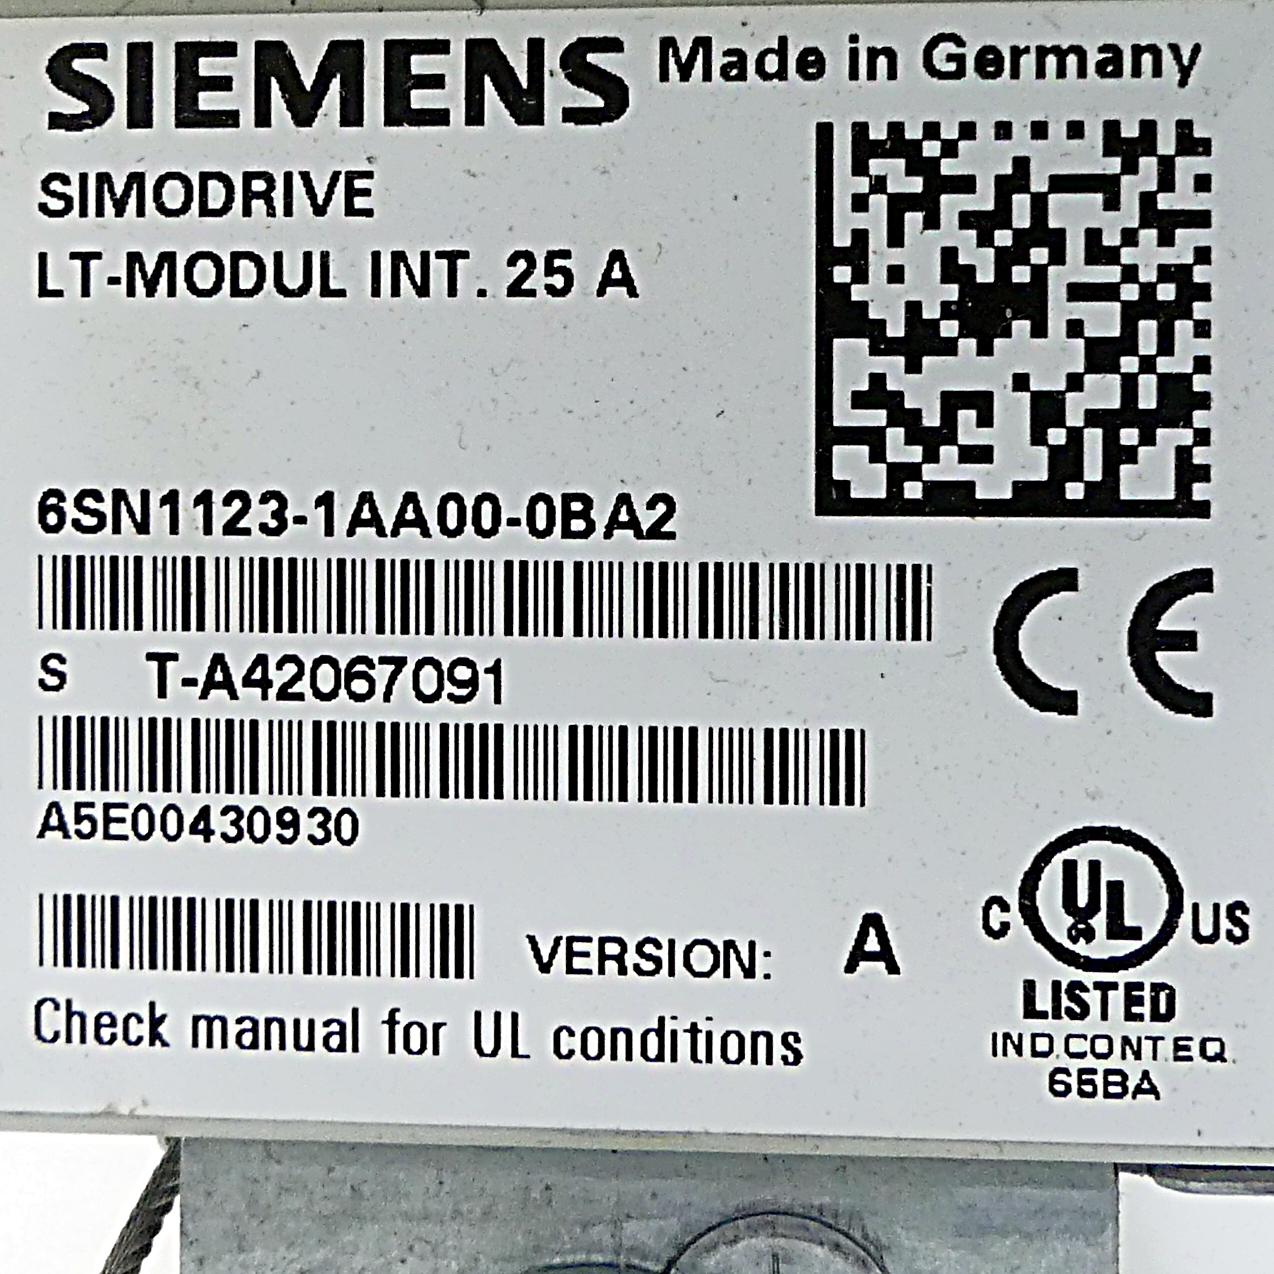 SIEMENS Made in Germany
SIMODRIVE
LT-MODUL INT. 25 A
6SN1123-1AA00-0BA2
S T-A42067091
A5E00430930
VERSION: A
Check manual for UL conditions
CE
C UL US
LISTED
IND.CONT.EQ.
65BA